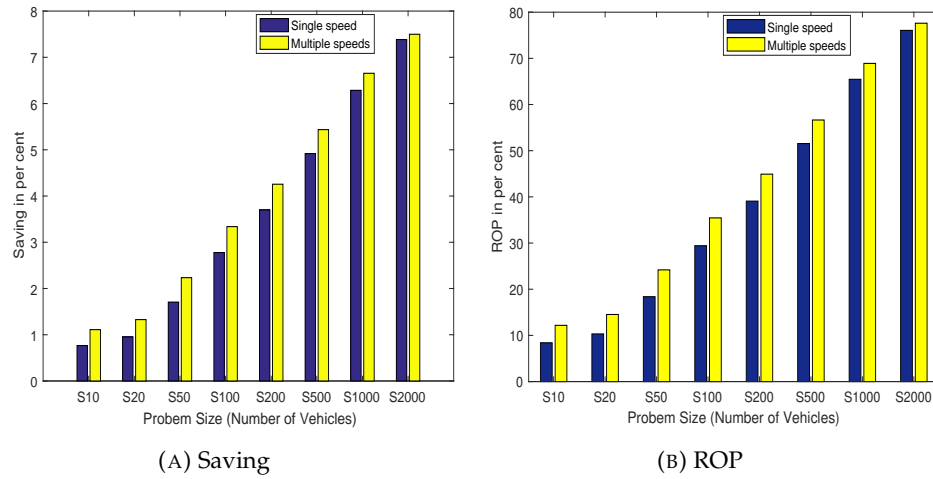 8
7
6
5
4
3
2
1
0
Saving in per cent
Single speed
Multiple speeds
S10 S20 S50 S100 S200 S500 S1000 S2000
Probem Size (Number of Vehicles)
(A) Saving
80
70
60
50
40
30
20
10
0
ROP in per cent
Single speed
Multiple speeds
S10 S20 S50 S100 S200 S500 S1000 S2000
Probem Size (Number of Vehicles)
(B) ROP